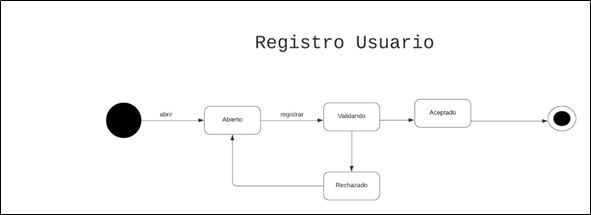 Registro Usuario
abrir
Abierto
registrar
Validando
Aceptado
Rechazado